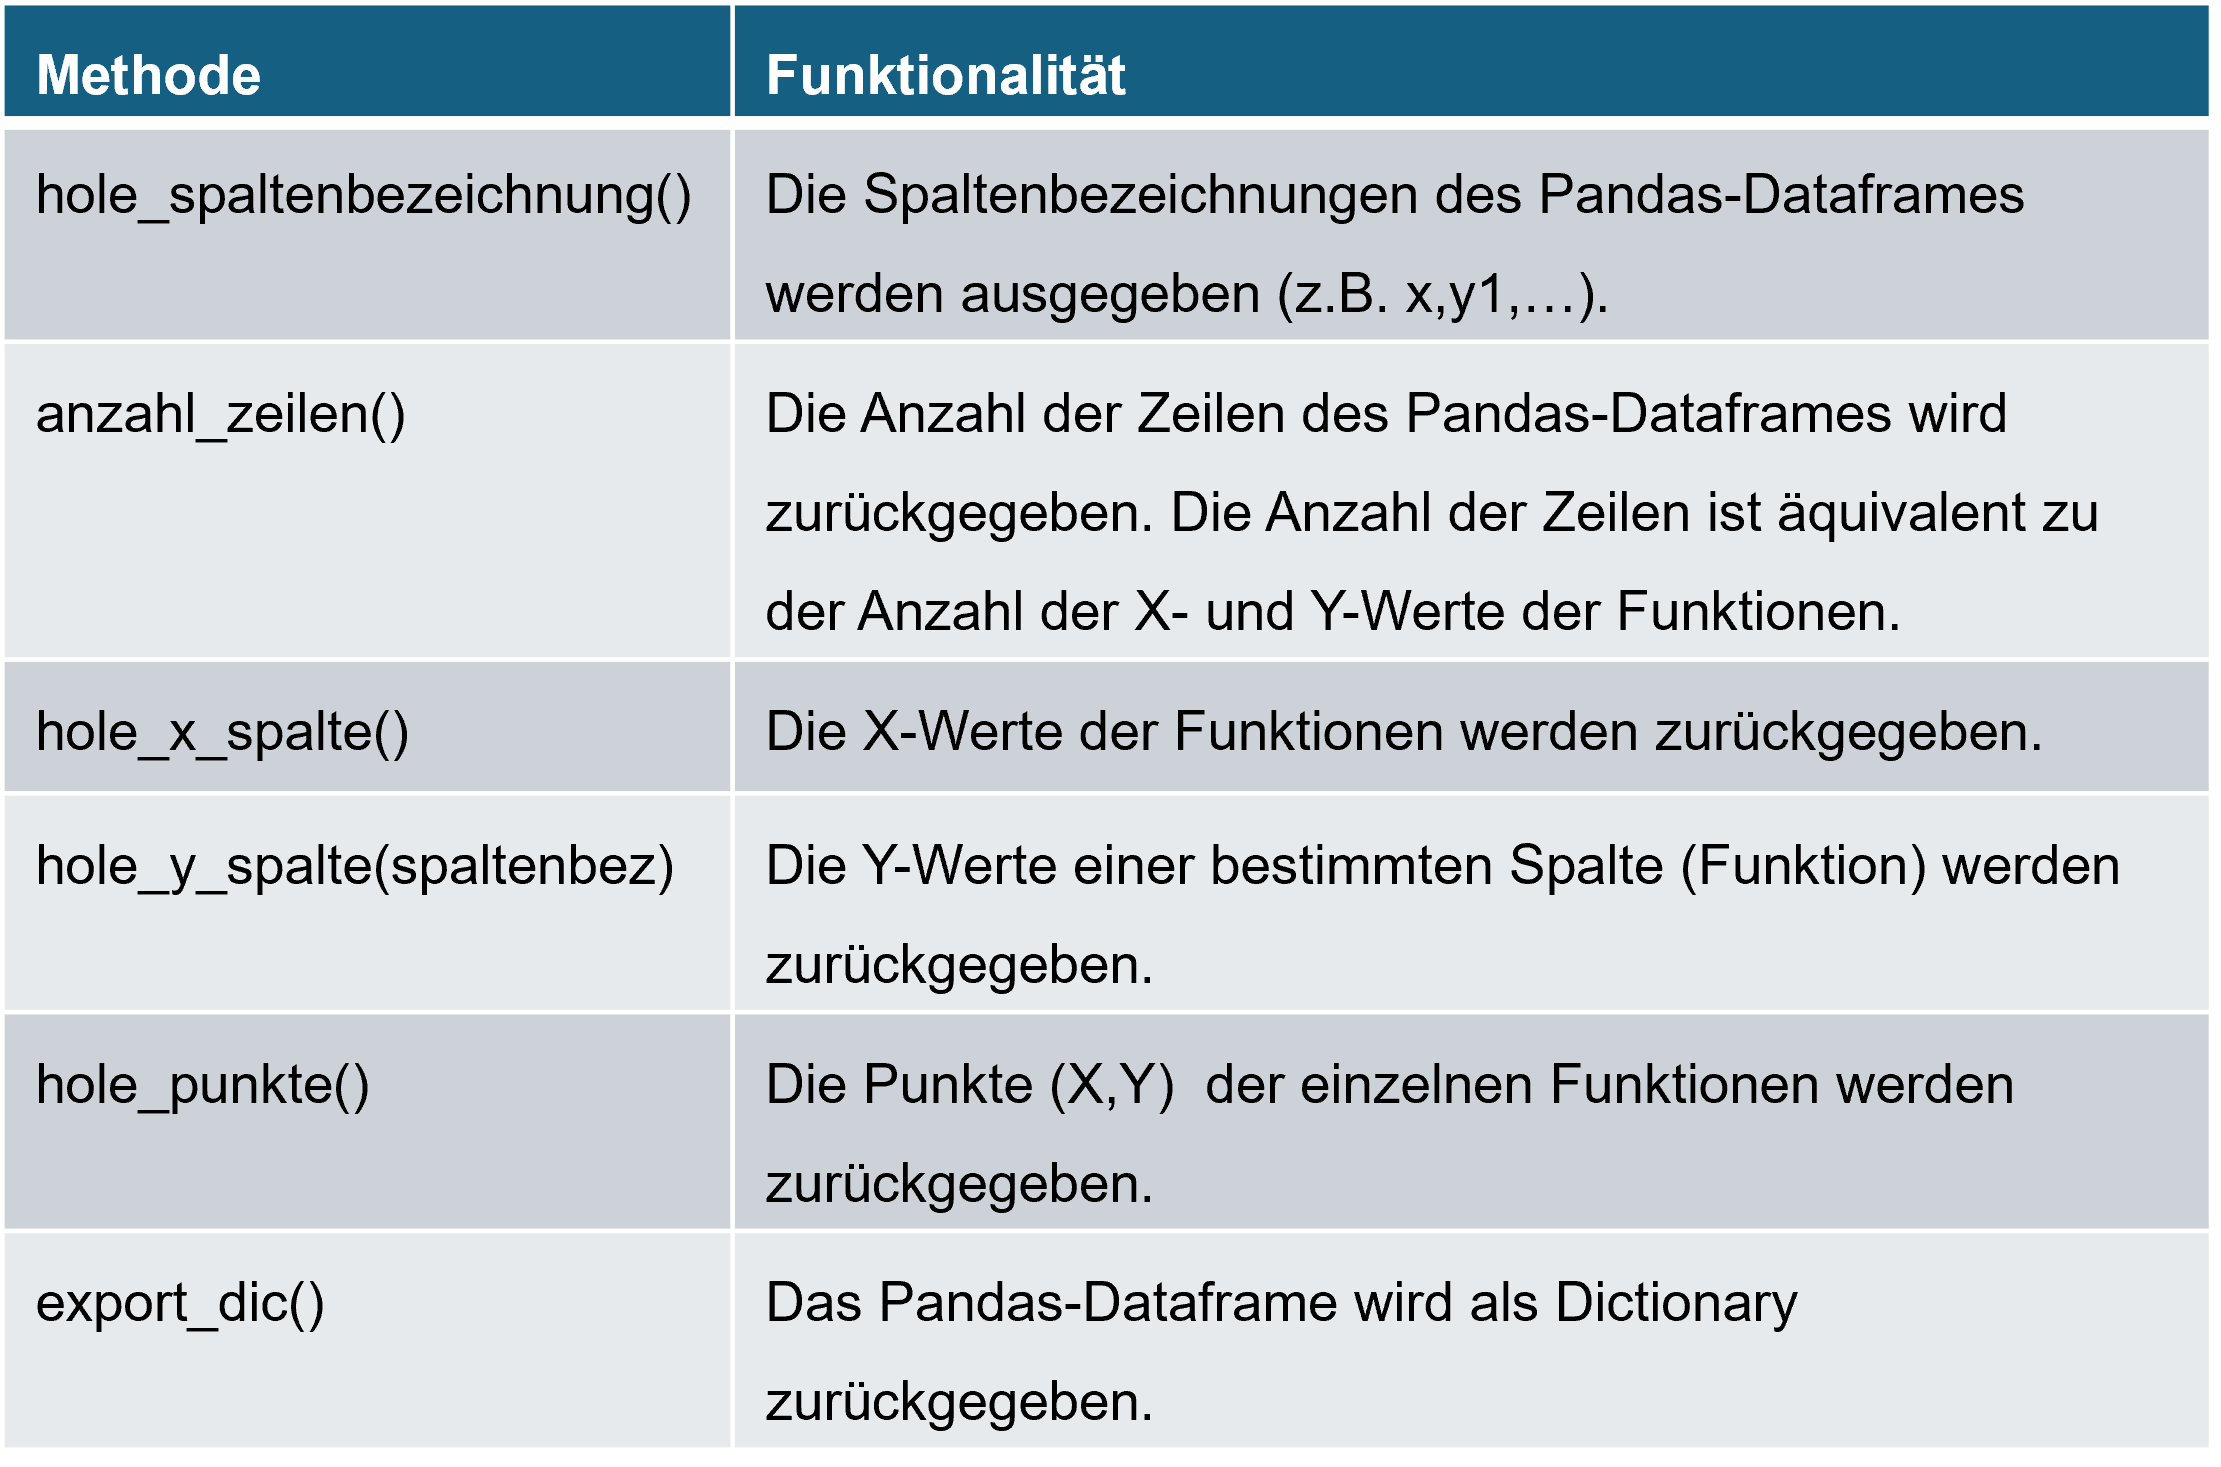 Methode
Funktionalität
hole_spaltenbezeichnung()
Die Spaltenbezeichnungen des Pandas-Dataframes
werden ausgegeben (z.B. x,y1,…).
anzahl_zeilen()
Die Anzahl der Zeilen des Pandas-Dataframes wird
zurückgegeben. Die Anzahl der Zeilen ist äquivalent zu
der Anzahl der X- und Y-Werte der Funktionen.
hole_x_spalte()
Die X-Werte der Funktionen werden zurückgegeben.
hole_y_spalte(spaltenbez)
Die Y-Werte einer bestimmten Spalte (Funktion) werden
zurückgegeben.
hole_punkte()
Die Punkte (X,Y)  der einzelnen Funktionen werden
zurückgegeben.
export_dic()
Das Pandas-Dataframe wird als Dictionary
zurückgegeben.